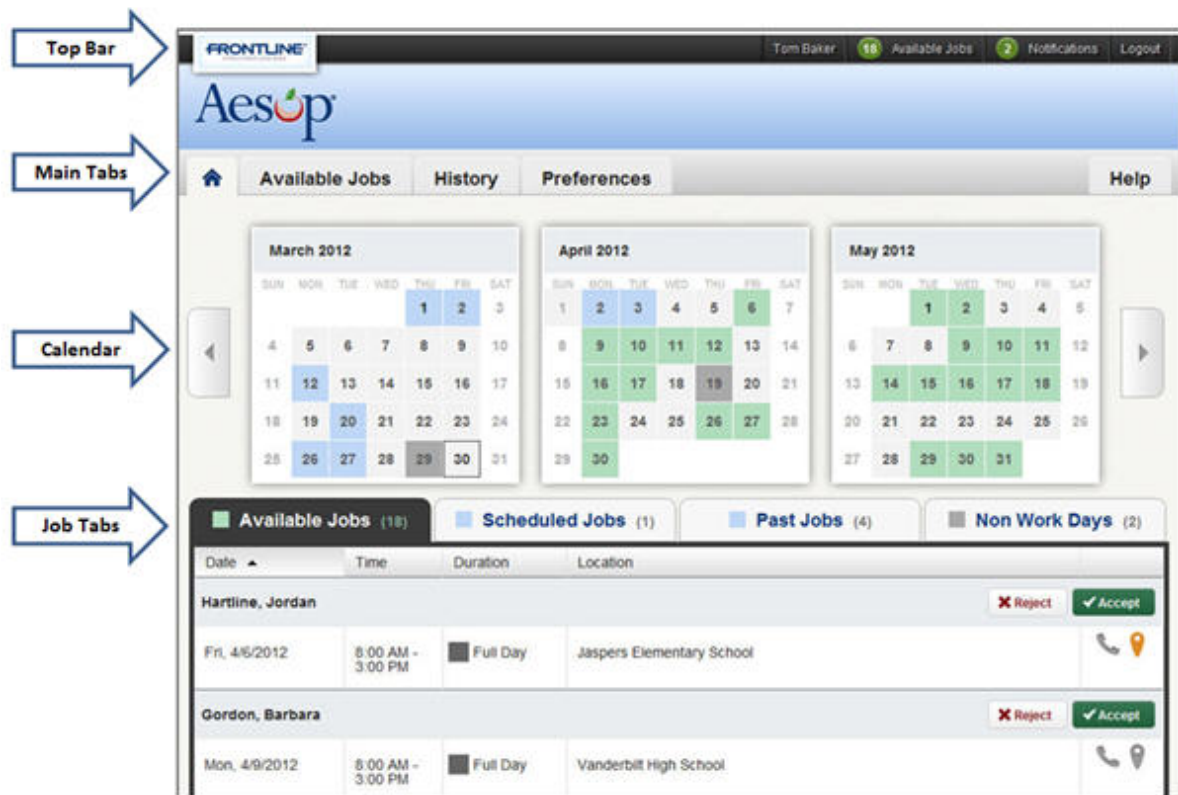 Top Bar
FRONTLINE
Tom Baker 18 Available Jobs 2 Notifications Logout
Aesop
Main Tabs
Available Jobs History Preferences Help
Calendar
March 2012
SUN MON TUE WED THU FRI SAT
1 2 3
4 5 6 7 8 9 10
11 12 13 14 15 16 17
18 19 20 21 22 23 24
25 26 27 28 29 30 31
April 2012
SUN MON TUE WED THU FRI SAT
1 2 3 4 5 6 7
8 9 10 11 12 13 14
15 16 17 18 19 20 21
22 23 24 25 26 27 28
29 30
May 2012
SUN MON TUE WED THU FRI SAT
1 2 3 4 5
6 7 8 9 10 11 12
13 14 15 16 17 18 19
20 21 22 23 24 25 26
27 28 29 30 31
Job Tabs
Available Jobs (18) Scheduled Jobs (1) Past Jobs (4) Non Work Days (2)
Date Time Duration Location
Hartline, Jordan Reject Accept
Fri, 4/6/2012 8:00 AM - Full Day Jaspers Elementary School
3:00 PM
Gordon, Barbara Reject Accept
Mon, 4/9/2012 8:00 AM - Full Day Vanderbilt High School
3:00 PM